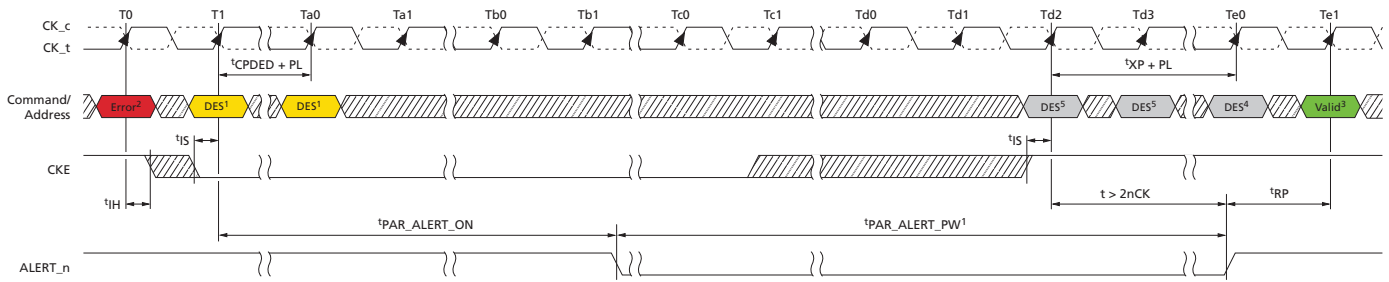 T0 T1 Ta0 Ta1 Tb0 Tb1 Tc0 Tc1 Td0 Td1 Td2 Td3 Te0 Te1
CK_c
CK_t
tCPDED + PL tXP + PL
Command/
Address
Error2 DES1 DES1 DES5 DES5 DES4 Valid3
tIS tIS
CKE
tIH t > 2nCK tRP
tPAR_ALERT_ON tPAR_ALERT_PW1
ALERT_n